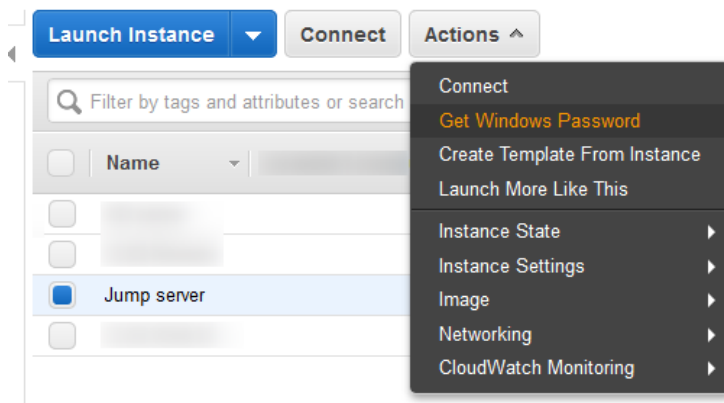 Launch Instance
Connect
Actions
Filter by tags and attributes or search
Name
Jump server
Connect
Get Windows Password
Create Template From Instance
Launch More Like This
Instance State
Instance Settings
Image
Networking
CloudWatch Monitoring